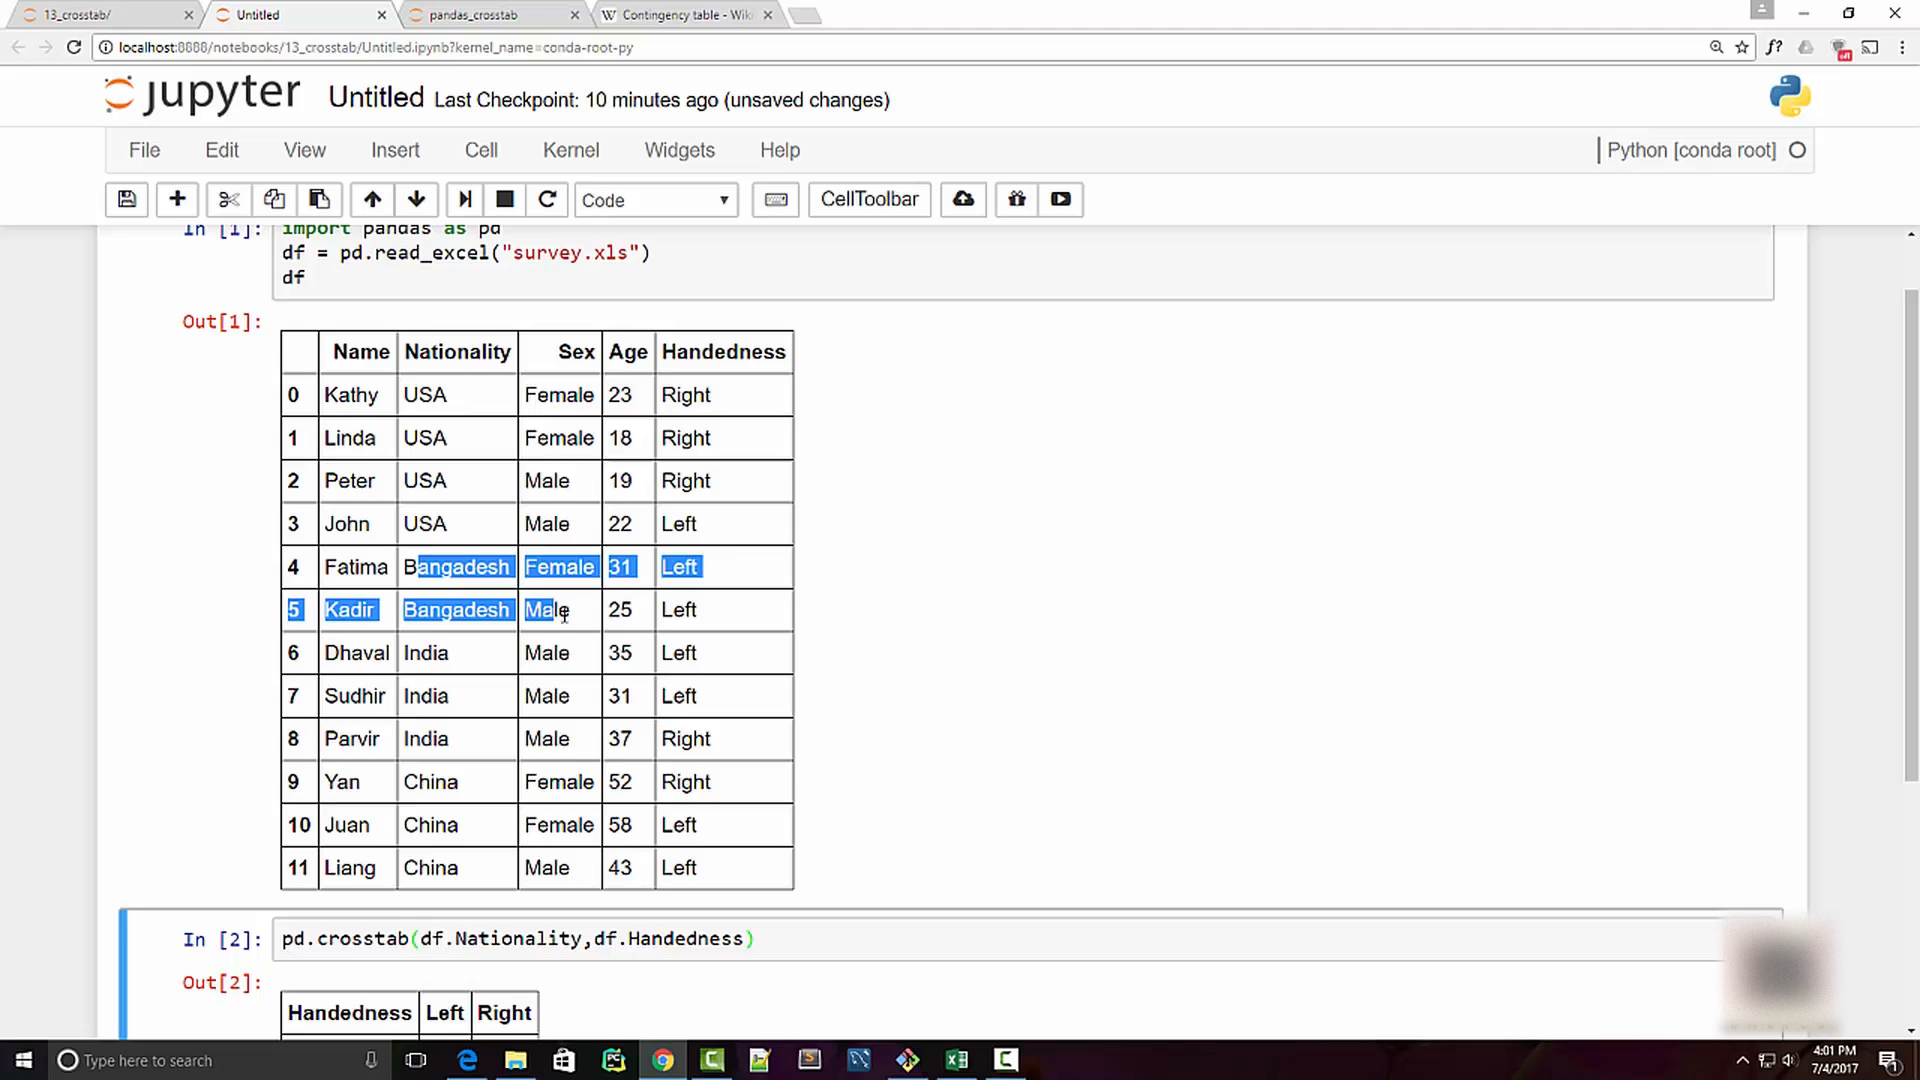 13_crosstab/ Untitled pandas_crosstab Contingency table - Wiki
localhost:8888/notebooks/13_crosstab/Untitled.ipynb?kernel_name=conda-root-py
f?
off
jupyter Untitled Last Checkpoint: 10 minutes ago (unsaved changes)
File Edit View Insert Cell Kernel Widgets Help Python [conda root]
Code CellToolbar
In [1]: import pandas as pd
df = pd.read_excel("survey.xls")
df
Out[1]:
Name Nationality Sex Age Handedness
0 Kathy USA Female 23 Right
1 Linda USA Female 18 Right
2 Peter USA Male 19 Right
3 John USA Male 22 Left
4 Fatima Bangadesh Female 31 Left
5 Kadir Bangadesh Male 25 Left
6 Dhaval India Male 35 Left
7 Sudhir India Male 31 Left
8 Parvir India Male 37 Right
9 Yan China Female 52 Right
10 Juan China Female 58 Left
11 Liang China Male 43 Left
In [2]: pd.crosstab(df.Nationality,df.Handedness)
Out[2]:
Handedness Left Right
Type here to search
4:01 PM
7/4/2017